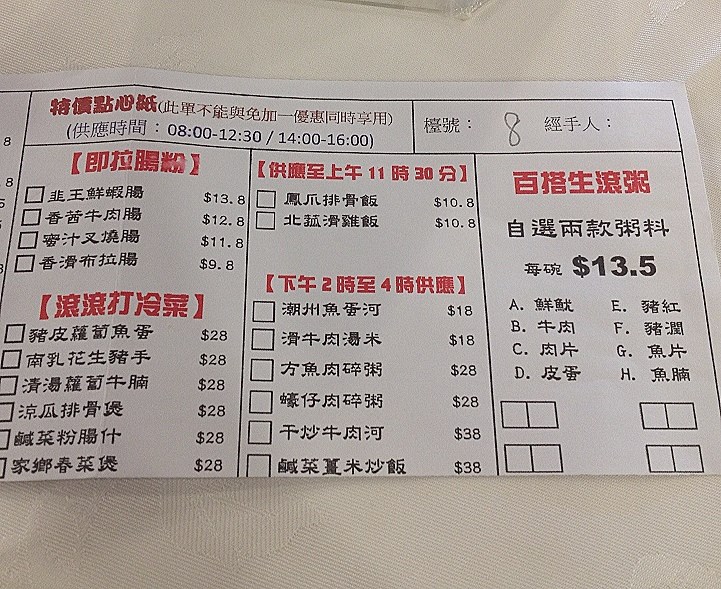 特價點心紙(此單不能與免加一優惠同時享用)
(供應時間：08:00-12:30 / 14:00-16:00)
檯號： 8 經手人：
【即拉腸粉】
韭王鮮蝦腸 $13.8
香茜牛肉腸 $12.8
蜜汁叉燒腸 $11.8
香滑布拉腸 $9.8
【滾滾打冷菜】
豬皮蘿蔔魚蛋 $28
南乳花生豬手 $28
清湯蘿蔔牛腩 $28
涼瓜排骨煲 $28
鹹菜粉腸什 $28
家鄉春菜煲 $28
【供應至上午11時30分】
鳳爪排骨飯 $10.8
北菰滑雞飯 $10.8
【下午2時至4時供應】
潮州魚蛋河 $18
滑牛肉湯米 $18
方魚肉碎粥 $28
蠔仔肉碎粥 $28
干炒牛肉河 $38
鹹菜薑米炒飯 $38
百搭生滾粥
自選兩款粥料
每碗 $13.5
A. 鮮魷 E. 豬紅
B. 牛肉 F. 豬潤
C. 肉片 G. 魚片
D. 皮蛋 H. 魚腩